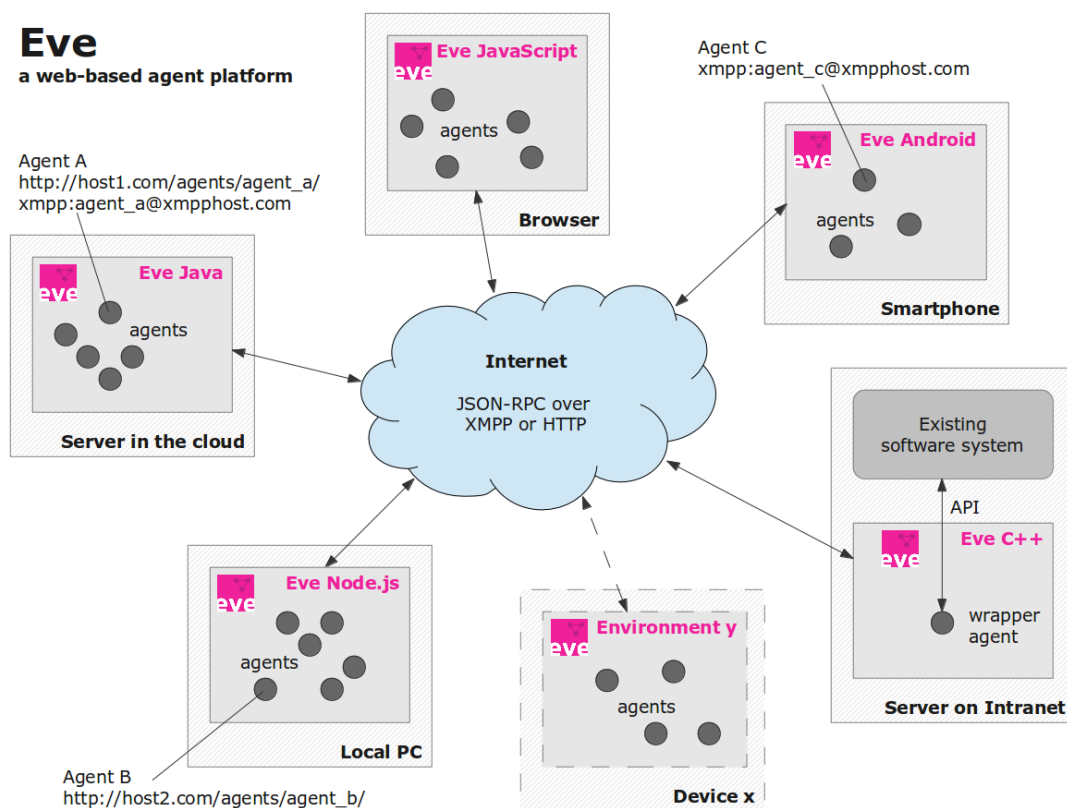 Eve
a web-based agent platform
eve
Eve JavaScript
agents
Browser
Agent C
xmpp:agent_c@xmpphost.com
eve
Eve Android
agents
Smartphone
Agent A
http://host1.com/agents/agent_a/
xmpp:agent_a@xmpphost.com
eve
Eve Java
agents
Server in the cloud
Internet
JSON-RPC over
XMPP or HTTP
Existing
software system
API
eve
Eve C++
wrapper
agent
Server on Intranet
eve
Eve Node.js
agents
Local PC
Agent B
http://host2.com/agents/agent_b/
eve
Environment y
agents
Device x